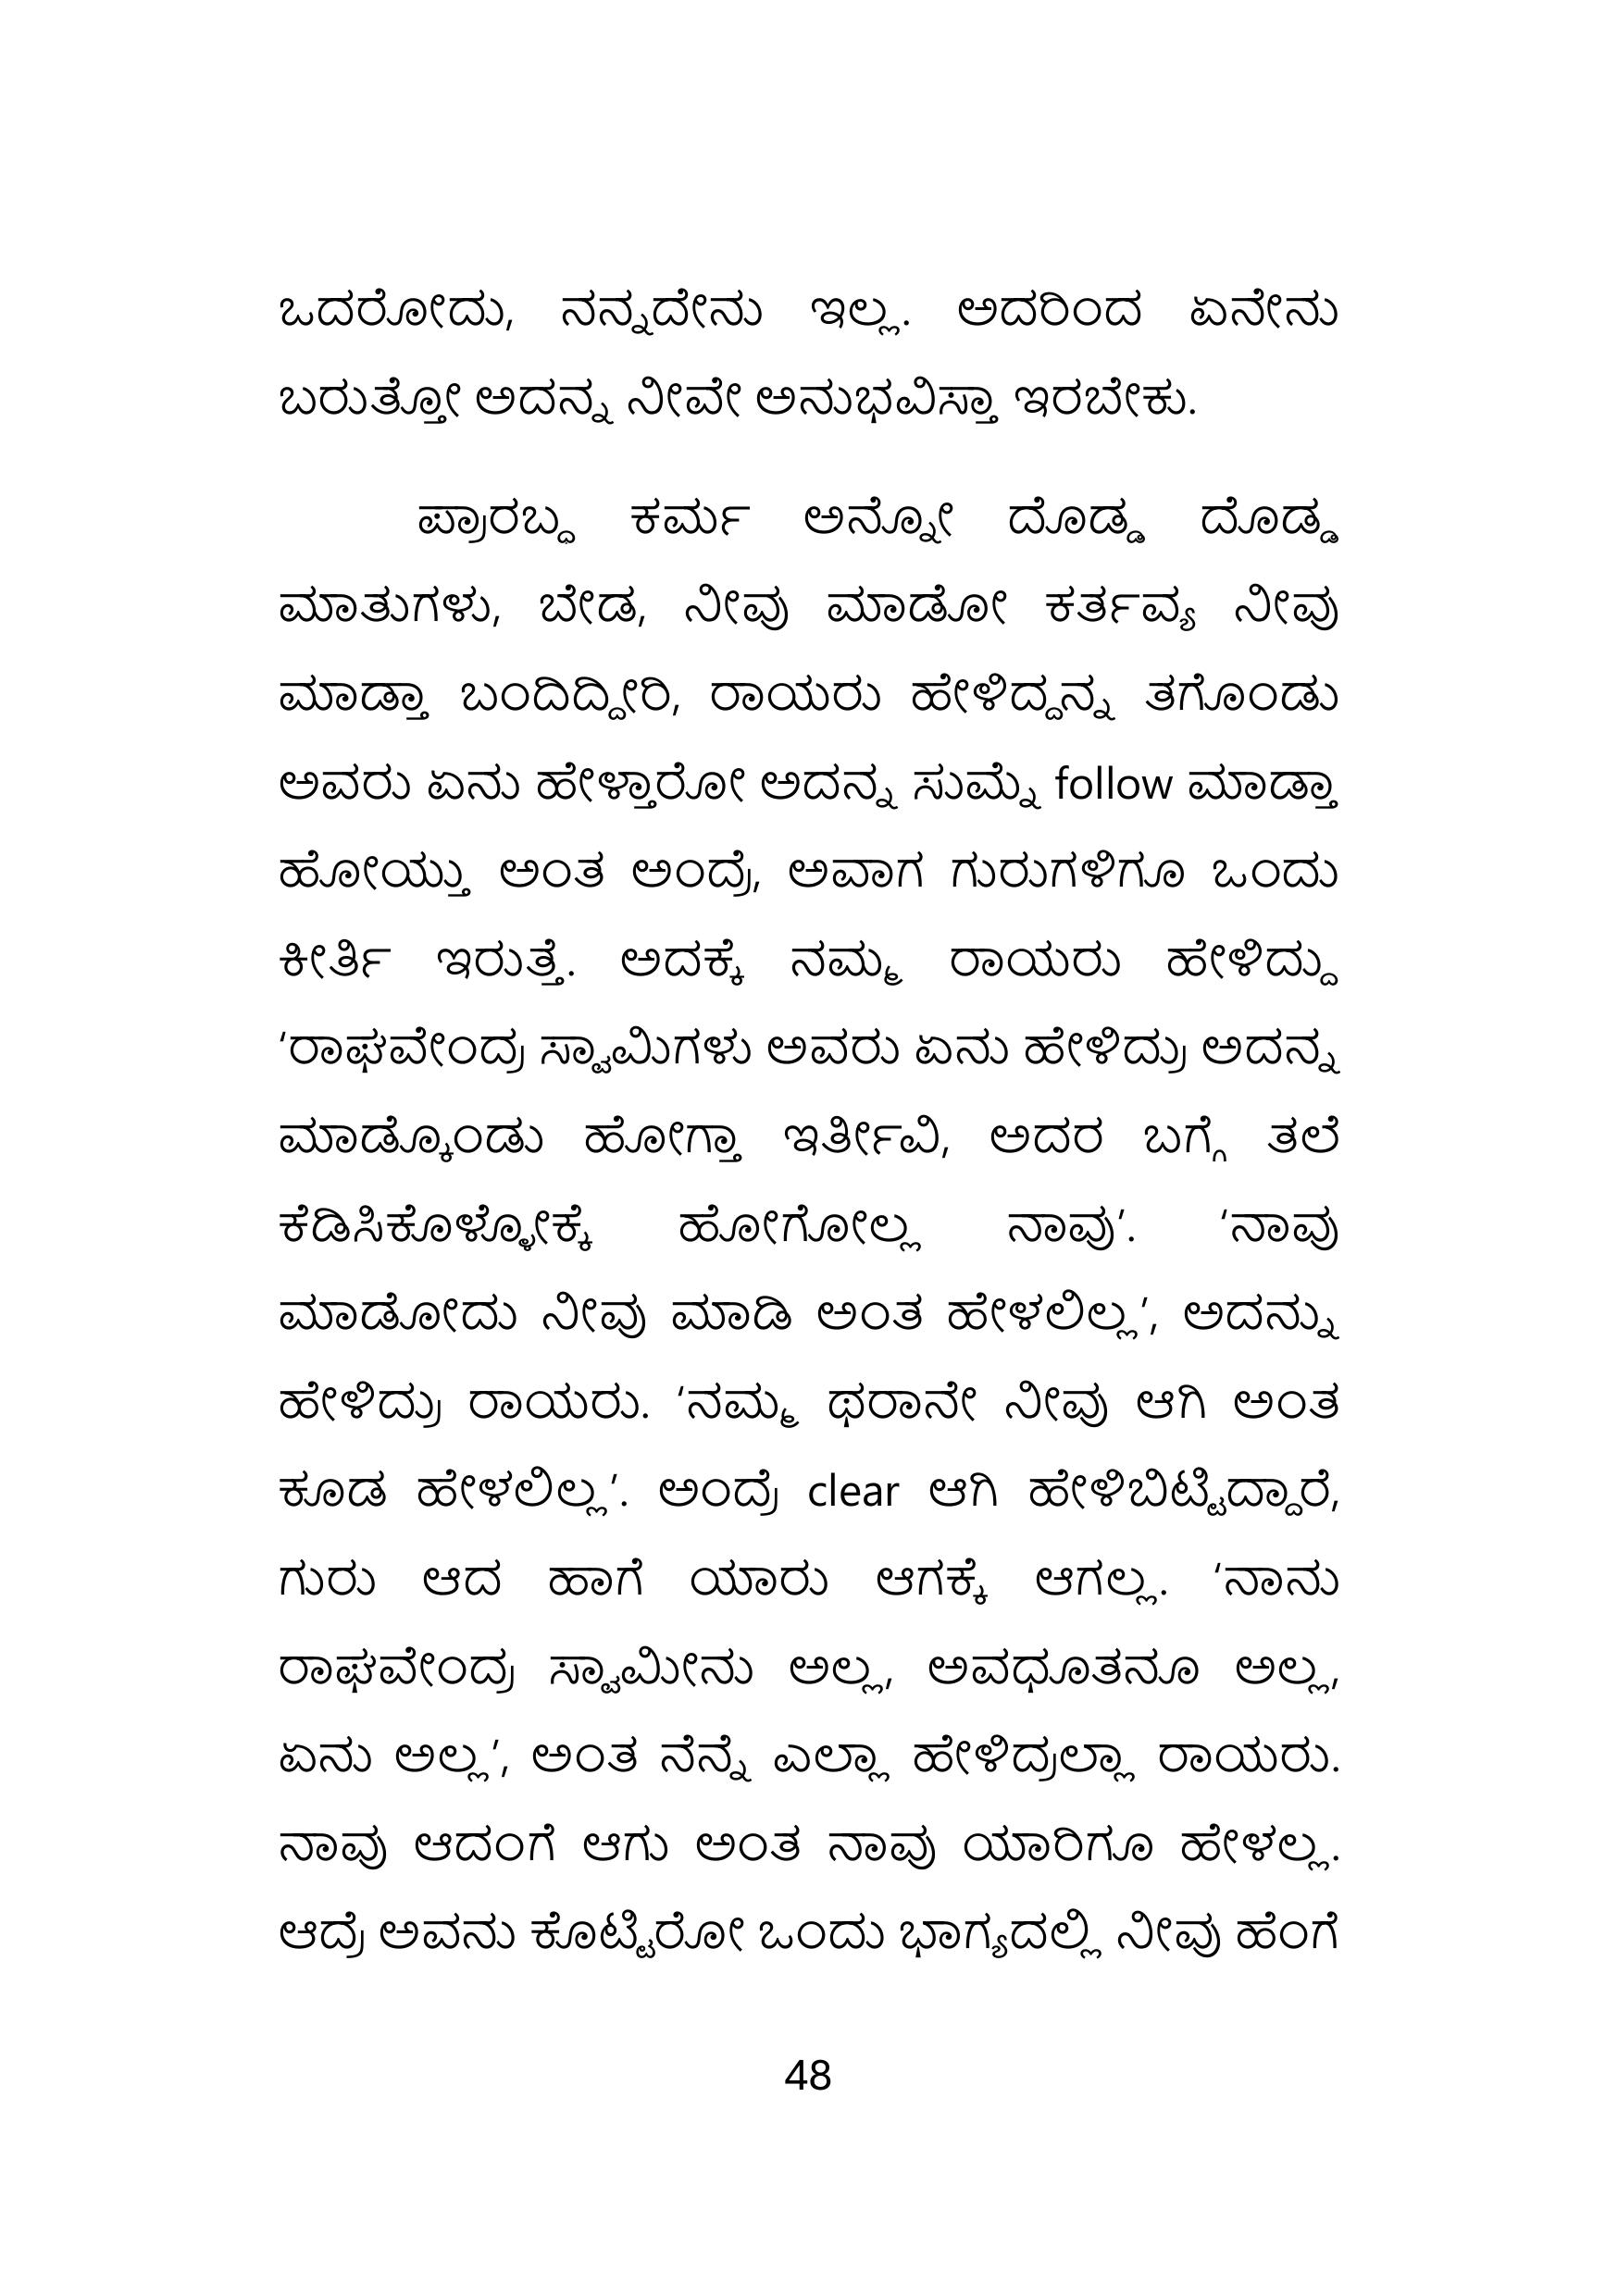 ಒದರೋದು, ನನ್ನದೇನು ಇಲ್ಲ. ಅದರಿಂದ ಏನೇನು
ಬರುತ್ತೋ ಅದನ್ನ ನೀವೇ ಅನುಭವಿಸ್ತಾ ಇರಬೇಕು.
ಪ್ರಾರಬ್ಧ ಕರ್ಮ ಅನ್ನೋ ದೊಡ್ಡ ದೊಡ್ಡ
ಮಾತುಗಳು, ಬೇಡ, ನೀವು ಮಾಡೋ ಕರ್ತವ್ಯ ನೀವು
ಮಾಡ್ತಾ ಬಂದಿದ್ದೀರಿ, ರಾಯರು ಹೇಳಿದ್ದನ್ನ ತಗೊಂಡು
ಅವರು ಏನು ಹೇಳ್ತಾರೋ ಅದನ್ನ ಸುಮ್ನೆ follow ಮಾಡ್ತಾ
ಹೋಯ್ತು ಅಂತ ಅಂದ್ರೆ, ಅವಾಗ ಗುರುಗಳಿಗೂ ಒಂದು
ಕೀರ್ತಿ ಇರುತ್ತೆ. ಅದಕ್ಕೆ ನಮ್ಮ ರಾಯರು ಹೇಳಿದ್ದು
‘ರಾಘವೇಂದ್ರ ಸ್ವಾಮಿಗಳು ಅವರು ಏನು ಹೇಳಿದ್ರು ಅದನ್ನ
ಮಾಡ್ಕೊಂಡು ಹೋಗ್ತಾ ಇರ್ತೀವಿ, ಅದರ ಬಗ್ಗೆ ತಲೆ
ಕೆಡಿಸಿಕೊಳ್ಳೋಕ್ಕೆ ಹೋಗೋಲ್ಲ ನಾವು’. ‘ನಾವು
ಮಾಡೋದು ನೀವು ಮಾಡಿ ಅಂತ ಹೇಳಲಿಲ್ಲ’, ಅದನ್ನು
ಹೇಳಿದ್ರು ರಾಯರು. ‘ನಮ್ಮ ಥರಾನೇ ನೀವು ಆಗಿ ಅಂತ
ಕೂಡ ಹೇಳಲಿಲ್ಲ’. ಅಂದ್ರೆ clear ಆಗಿ ಹೇಳಿಬಿಟ್ಟಿದ್ದಾರೆ,
ಗುರು ಆದ ಹಾಗೆ ಯಾರು ಆಗಕ್ಕೆ ಆಗಲ್ಲ. ‘ನಾನು
ರಾಘವೇಂದ್ರ ಸ್ವಾಮೀನು ಅಲ್ಲ, ಅವಧೂತನೂ ಅಲ್ಲ,
ಏನು ಅಲ್ಲ’, ಅಂತ ನೆನ್ನೆ ಎಲ್ಲಾ ಹೇಳಿದ್ರಲ್ಲಾ ರಾಯರು.
ನಾವು ಆದಂಗೆ ಆಗು ಅಂತ ನಾವು ಯಾರಿಗೂ ಹೇಳಲ್ಲ.
ಆದ್ರೆ ಅವನು ಕೊಟ್ಟಿರೋ ಒಂದು ಭಾಗ್ಯದಲ್ಲಿ ನೀವು ಹೆಂಗೆ
48